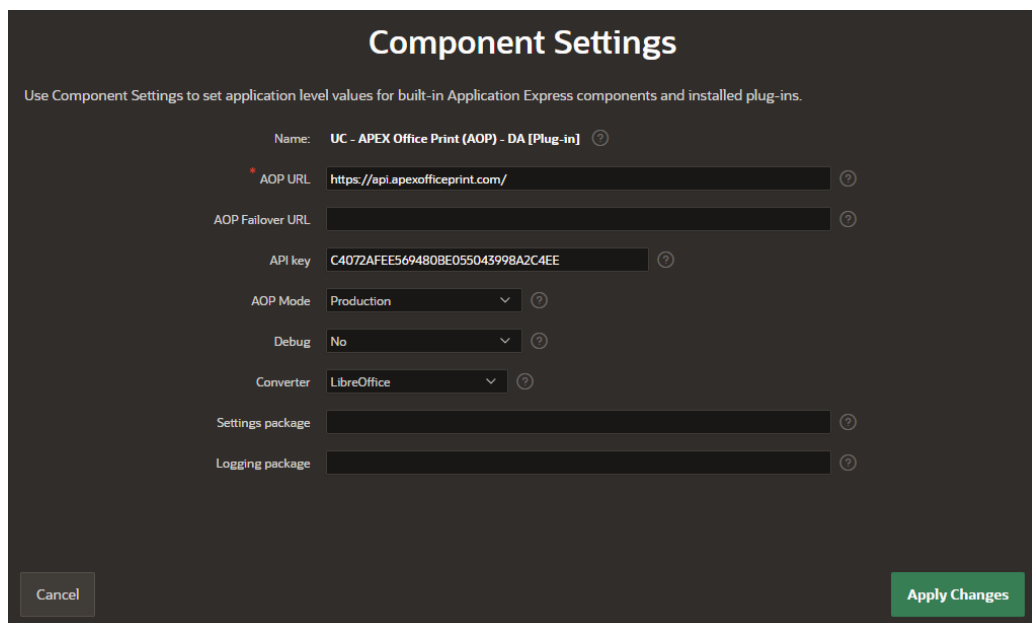 Component Settings
Use Component Settings to set application level values for built-in Application Express components and installed plug-ins.
Name: UC - APEX Office Print (AOP) - DA [Plug-in] ?
* AOP URL https://api.apexofficeprint.com/ ?
AOP Failover URL ?
API key C4072AFEE569480BE055043998A2C4EE ?
AOP Mode Production ?
Debug No ?
Converter LibreOffice ?
Settings package ?
Logging package ?
Cancel Apply Changes